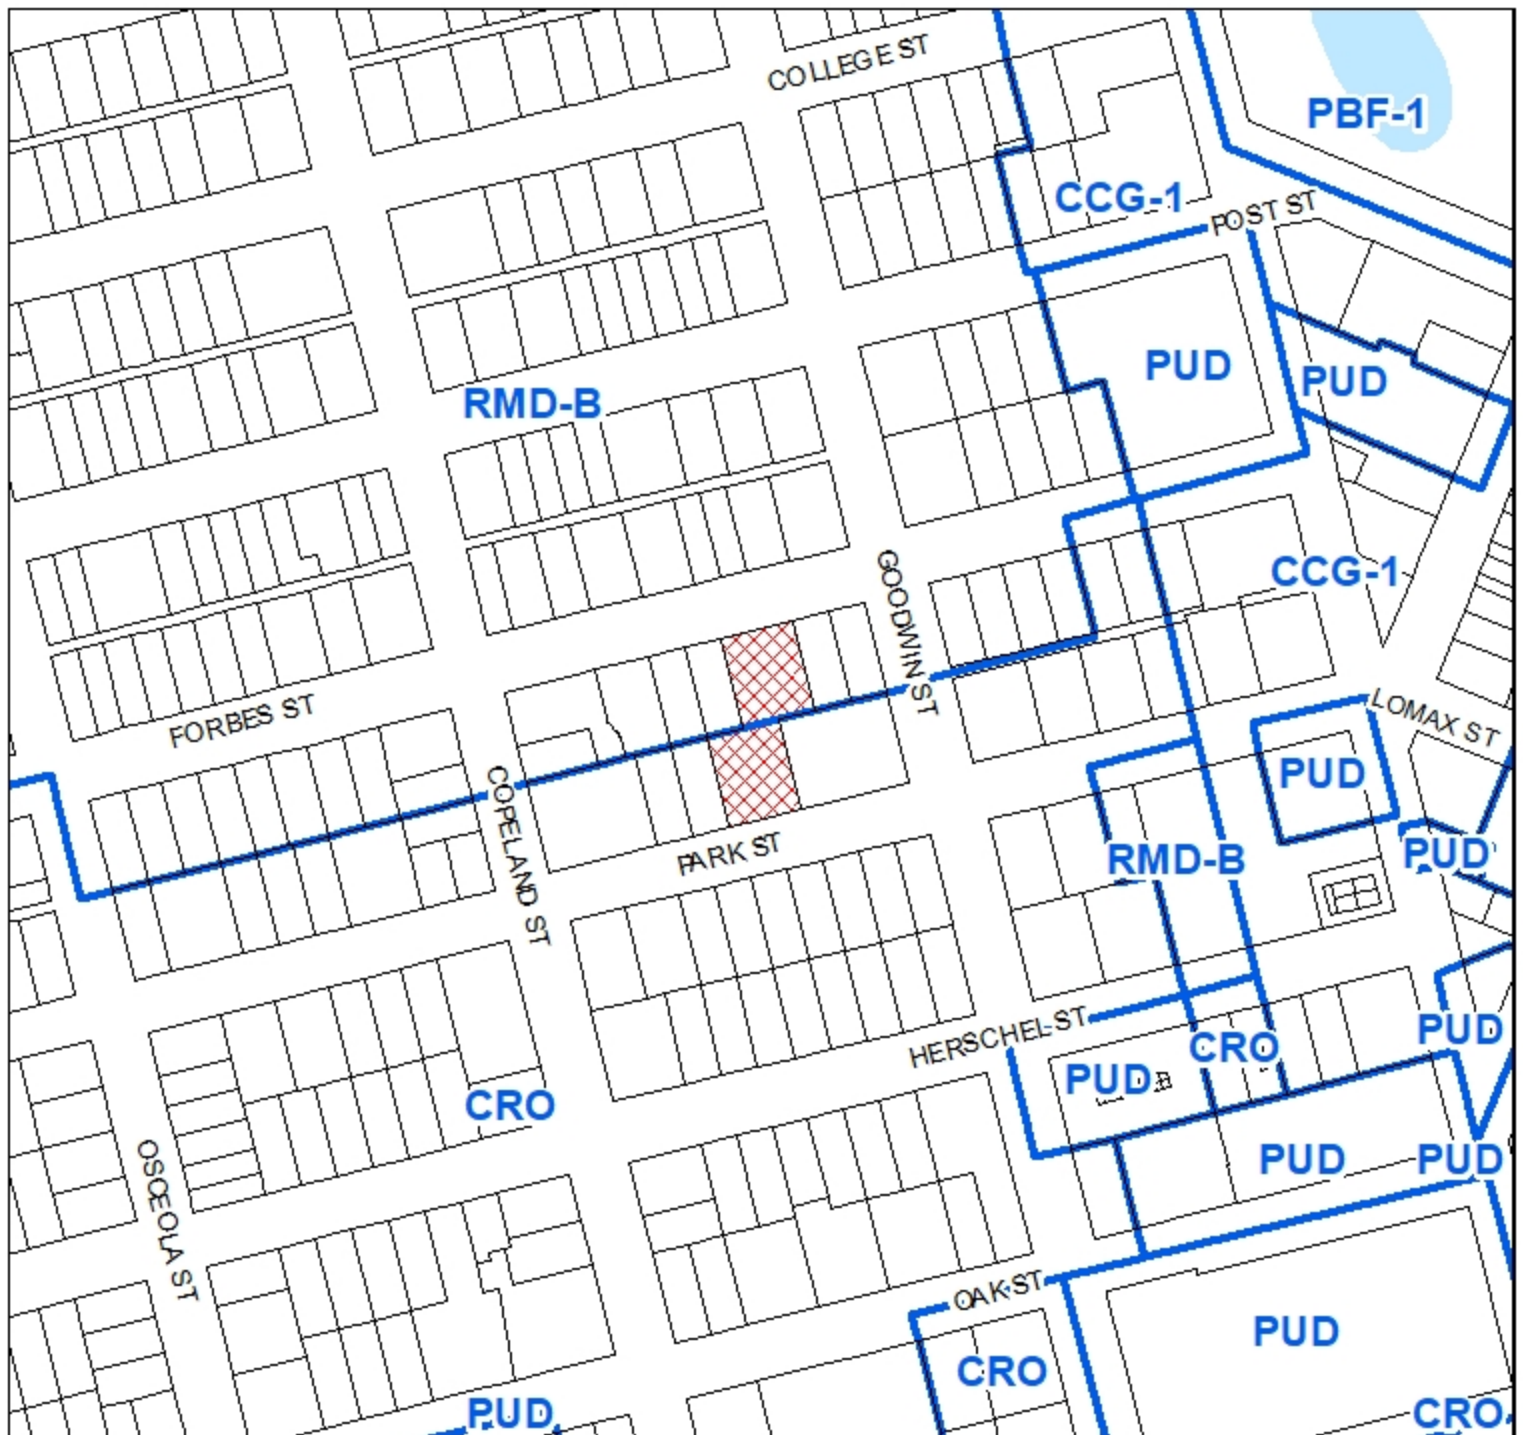 COLLEGE ST
PBF-1
CCG-1
POST ST
PUD
PUD
RMD-B
CCG-1
GOODWIN ST
FORBES ST
LOMAX ST
PUD
COPELAND ST
PARK ST
RMD-B
PUD
HERSCHEL ST
PUD
CRO
PUD
CRO
OSCEOLA ST
PUD
PUD
OAK ST
PUD
CRO
PUD
CRO